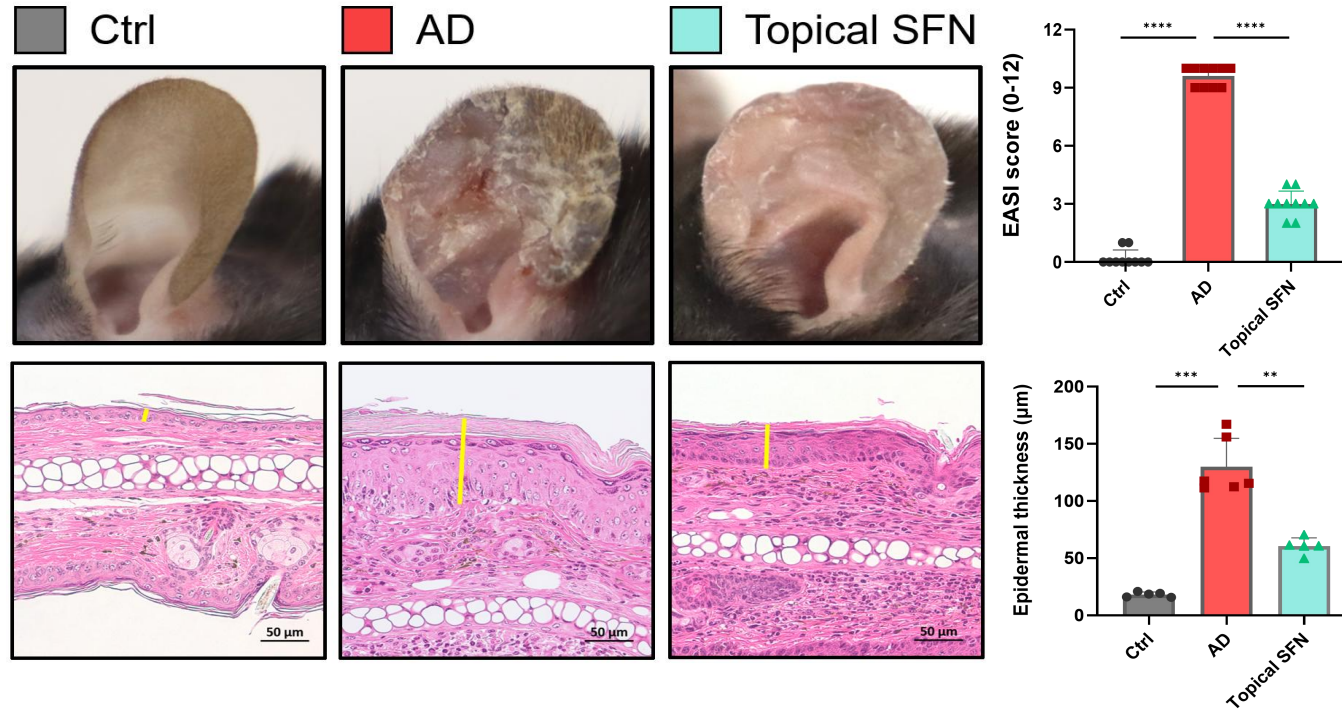 Ctrl
AD
Topical SFN
50 µm
50 µm
50 µm
EASI score (0-12)
12
9
6
3
0
****
****
Ctrl
AD
Topical SFN
Epidermal thickness (µm)
200
150
100
50
0
***
**
Ctrl
AD
Topical SFN